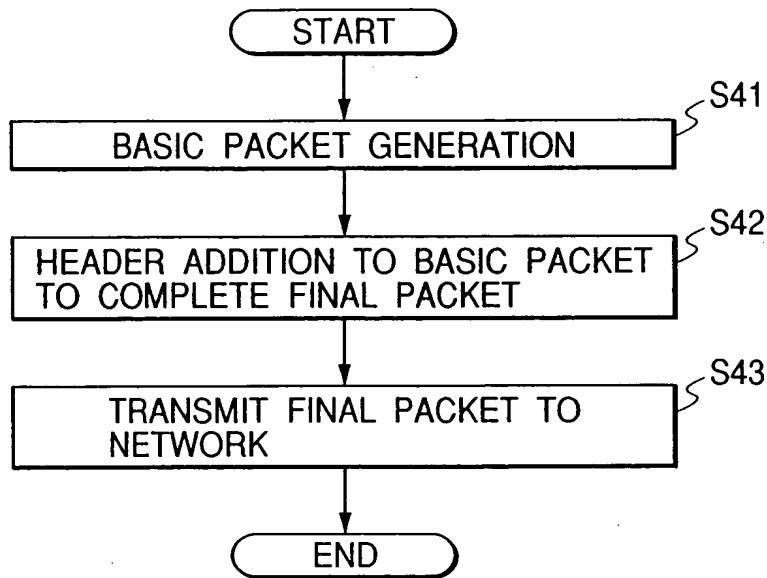 START
S41
BASIC PACKET GENERATION
S42
HEADER ADDITION TO BASIC PACKET
TO COMPLETE FINAL PACKET
S43
TRANSMIT FINAL PACKET TO
NETWORK
END